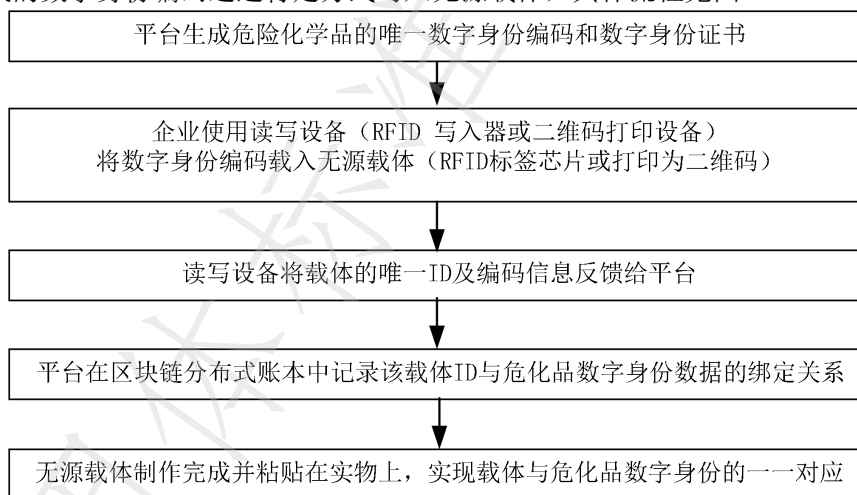 平台生成危险化学品的唯一数字身份编码和数字身份证书
企业使用读写设备（RFID 写入器或二维码打印设备）
将数字身份编码载入无源载体（RFID标签芯片或打印为二维码）
读写设备将载体的唯一ID及编码信息反馈给平台
平台在区块链分布式账本中记录该载体ID与危化品数字身份数据的绑定关系
无源载体制作完成并粘贴在实物上，实现载体与危化品数字身份的一一对应